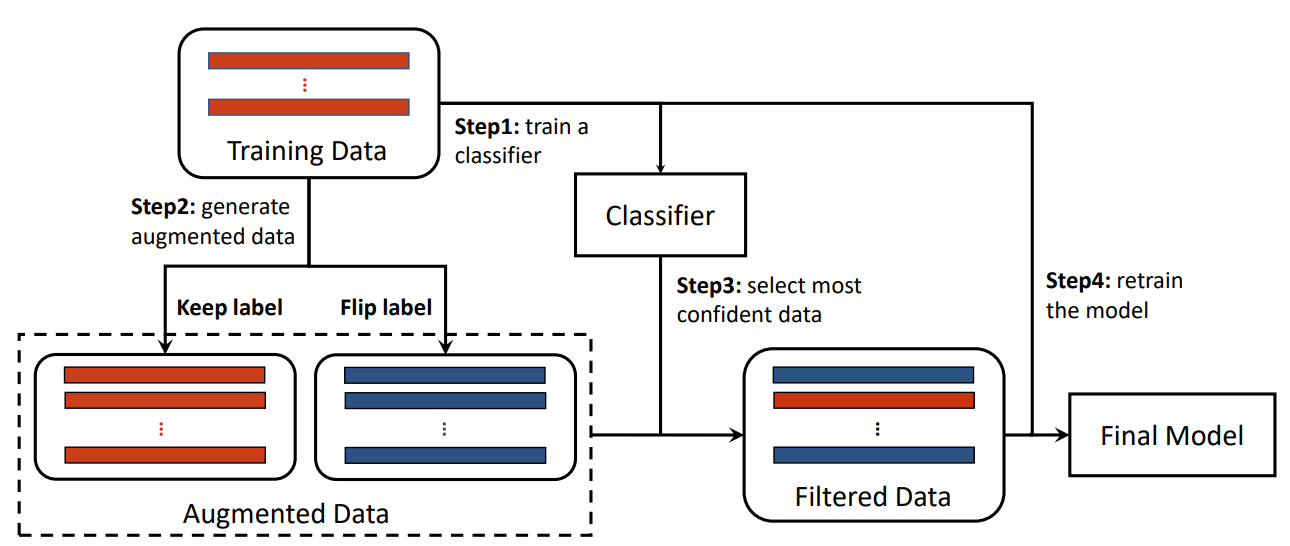 Training Data
Step1: train a
classifier
Classifier
Step2: generate
augmented data
Keep label
Flip label
Step3: select most
confident data
Step4: retrain
the model
Augmented Data
Filtered Data
Final Model